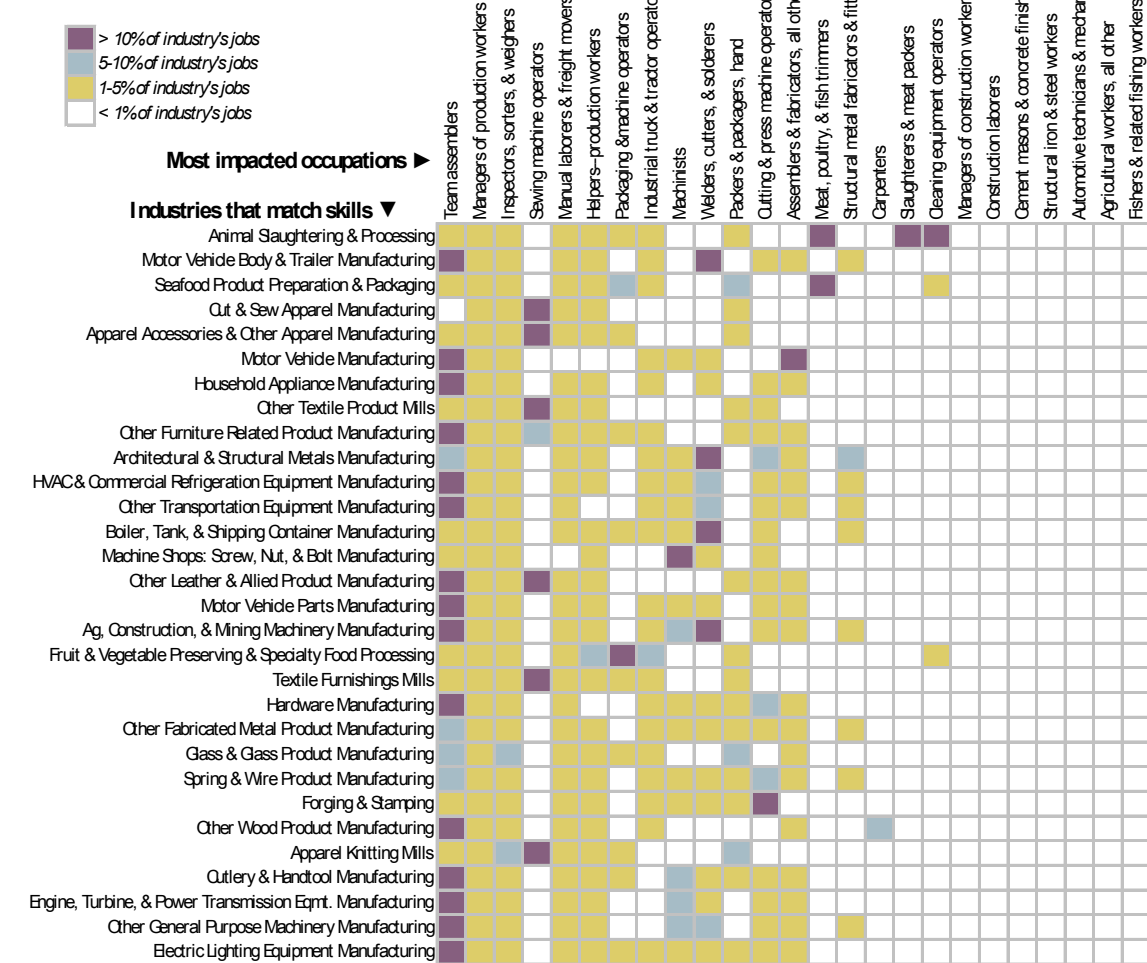 > 10% of industry's jobs
5-10% of industry's jobs
1-5% of industry's jobs
< 1% of industry's jobs
Most impacted occupations ►
Industries that match skills ▼
Team assemblers
Managers of production workers
Inspectors, sorters, & weighers
Sewing machine operators
Manual laborers & freight movers
Helpers–production workers
Packaging & machine operators
Industrial truck & tractor
Machinists
Welders, cutters, & solderers
Packers & packagers, hand
Cutting & press machine
Assemblers & fabricators, all
Meat, poultry, & fish trimmers
Structural metal fabricators &
Carpenters
Slaughterers & meat packers
Cleaning equipment operators
Managers of construction
Construction laborers
Cement masons & concrete
Structural iron & steel workers
Automotive technicians &
Agricultural workers, all other
Fishers & related fishing workers
Animal Slaughtering & Processing
Motor Vehicle Body & Trailer Manufacturing
Seafood Product Preparation & Packaging
Cut & Sew Apparel Manufacturing
Apparel Accessories & Other Apparel Manufacturing
Motor Vehicle Manufacturing
Household Appliance Manufacturing
Other Textile Product Mills
Other Furniture Related Product Manufacturing
Architectural & Structural Metals Manufacturing
HVAC & Commercial Refrigeration Equipment Manufacturing
Other Transportation Equipment Manufacturing
Boiler, Tank, & Shipping Container Manufacturing
Machine Shops: Screw, Nut, & Bolt Manufacturing
Other Leather & Allied Product Manufacturing
Motor Vehicle Parts Manufacturing
Ag, Construction, & Mining Machinery Manufacturing
Fruit & Vegetable Preserving & Specialty Food Processing
Textile Furnishings Mills
Hardware Manufacturing
Other Fabricated Metal Product Manufacturing
Glass & Glass Product Manufacturing
Spring & Wire Product Manufacturing
Forging & Stamping
Other Wood Product Manufacturing
Apparel Knitting Mills
Cutlery & Handtool Manufacturing
Engine, Turbine, & Power Transmission Eqmt. Manufacturing
Other General Purpose Machinery Manufacturing
Electric Lighting Equipment Manufacturing